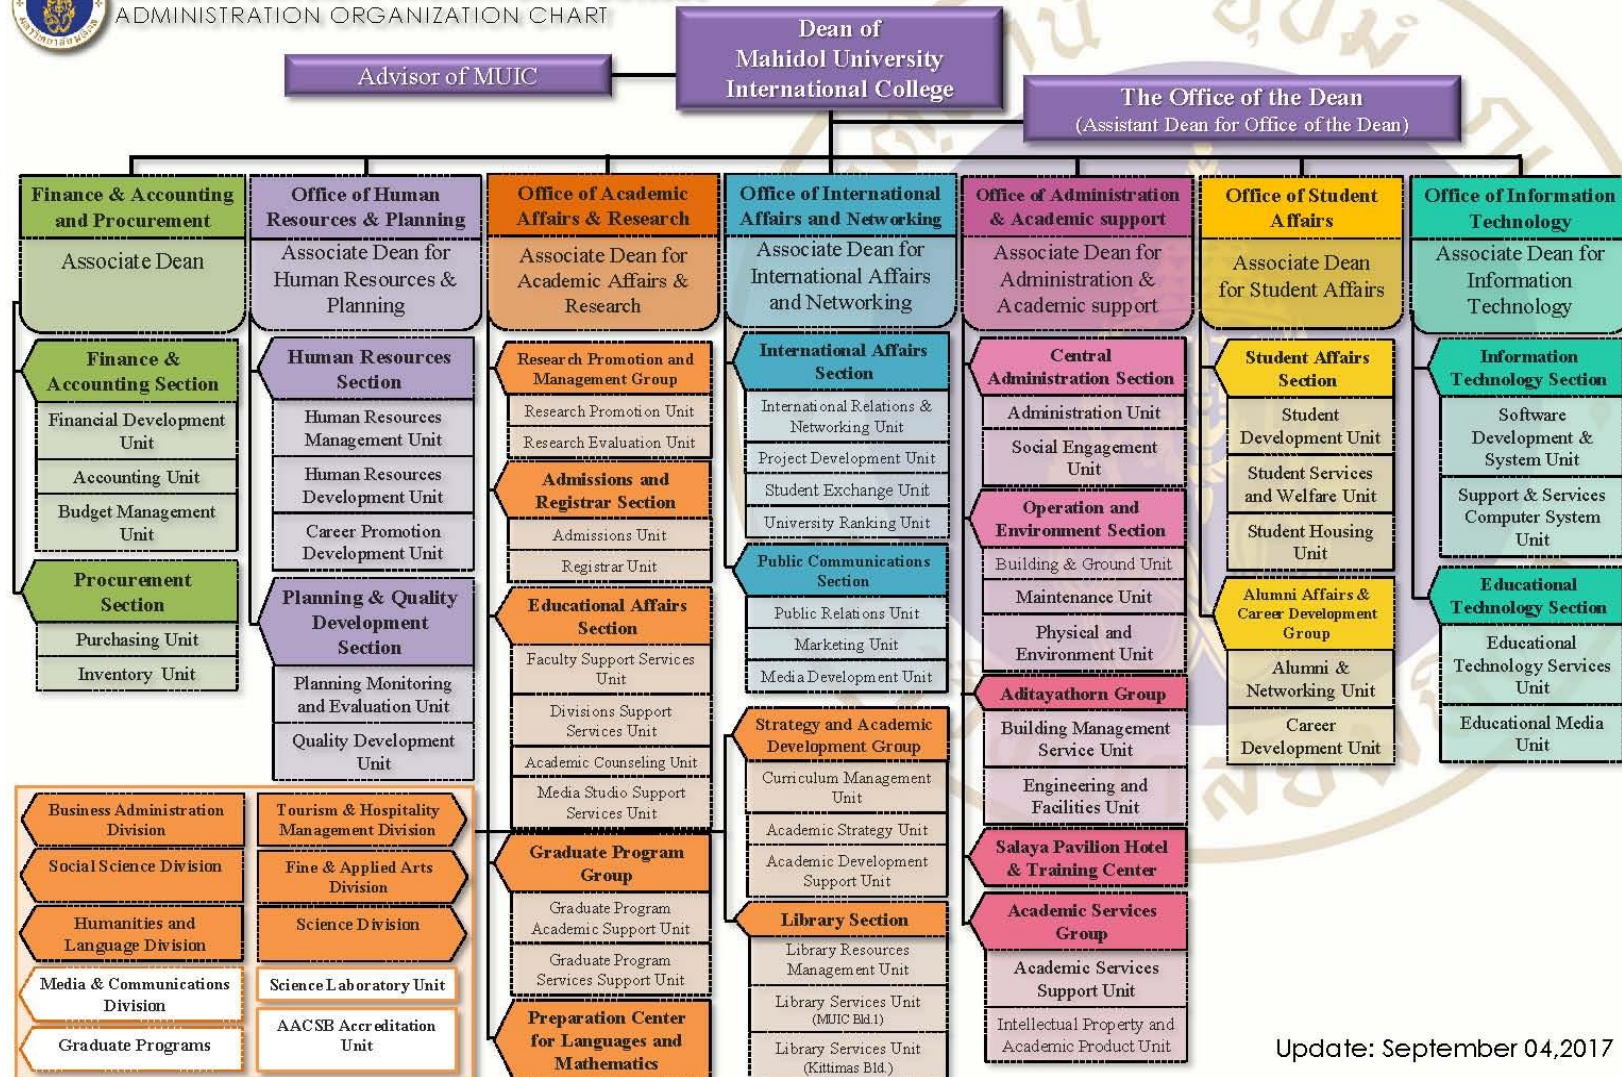 ADMINISTRATION ORGANIZATION CHART
Dean of
Mahidol University
International College
Advisor of MUIC
The Office of the Dean
(Assistant Dean for Office of the Dean)
Finance & Accounting
and Procurement
Associate Dean
Finance &
Accounting Section
Financial Development
Unit
Accounting Unit
Budget Management
Unit
Procurement
Section
Purchasing Unit
Inventory Unit
Office of Human
Resources & Planning
Associate Dean for
Human Resources &
Planning
Human Resources
Section
Human Resources
Management Unit
Human Resources
Development Unit
Career Promotion
Development Unit
Planning & Quality
Development
Section
Planning Monitoring
and Evaluation Unit
Quality Development
Unit
Office of Academic
Affairs & Research
Associate Dean for
Academic Affairs &
Research
Research Promotion and
Management Group
Research Promotion Unit
Research Evaluation Unit
Admissions and
Registrar Section
Admissions Unit
Registrar Unit
Educational Affairs
Section
Faculty Support Services
Unit
Divisions Support
Services Unit
Academic Counseling Unit
Media Studio Support
Services Unit
Graduate Program
Group
Graduate Program
Academic Support Unit
Graduate Program
Services Support Unit
Preparation Center
for Languages and
Mathematics
Office of International
Affairs and Networking
Associate Dean for
International Affairs
and Networking
International Affairs
Section
International Relations &
Networking Unit
Project Development Unit
Student Exchange Unit
University Ranking Unit
Public Communications
Section
Public Relations Unit
Marketing Unit
Media Development Unit
Strategy and Academic
Development Group
Curriculum Management
Unit
Academic Strategy Unit
Academic Development
Support Unit
Library Section
Library Resources
Management Unit
Library Services Unit
(MUIC Bld.1)
Library Services Unit
(Kittimas Bld.)
Office of Administration
& Academic support
Associate Dean for
Administration &
Academic support
Central
Administration Section
Administration Unit
Social Engagement
Unit
Operation and
Environment Section
Building & Ground Unit
Maintenance Unit
Physical and
Environment Unit
Aditayathorn Group
Building Management
Service Unit
Engineering and
Facilities Unit
Salaya Pavilion Hotel
& Training Center
Academic Services
Group
Academic Services
Support Unit
Intellectual Property and
Academic Product Unit
Office of Student
Affairs
Associate Dean
for Student Affairs
Student Affairs
Section
Student
Development Unit
Student Services
and Welfare Unit
Student Housing
Unit
Alumni Affairs &
Career Development
Group
Alumni &
Networking Unit
Career
Development Unit
Office of Information
Technology
Associate Dean for
Information
Technology
Information
Technology Section
Software
Development &
System Unit
Support & Services
Computer System
Unit
Educational
Technology Section
Educational
Technology Services
Unit
Educational Media
Unit
Business Administration
Division
Social Science Division
Humanities and
Language Division
Media & Communications
Division
Graduate Programs
Tourism & Hospitality
Management Division
Fine & Applied Arts
Division
Science Division
Science Laboratory Unit
AACSB Accreditation
Unit
Update: September 04,2017